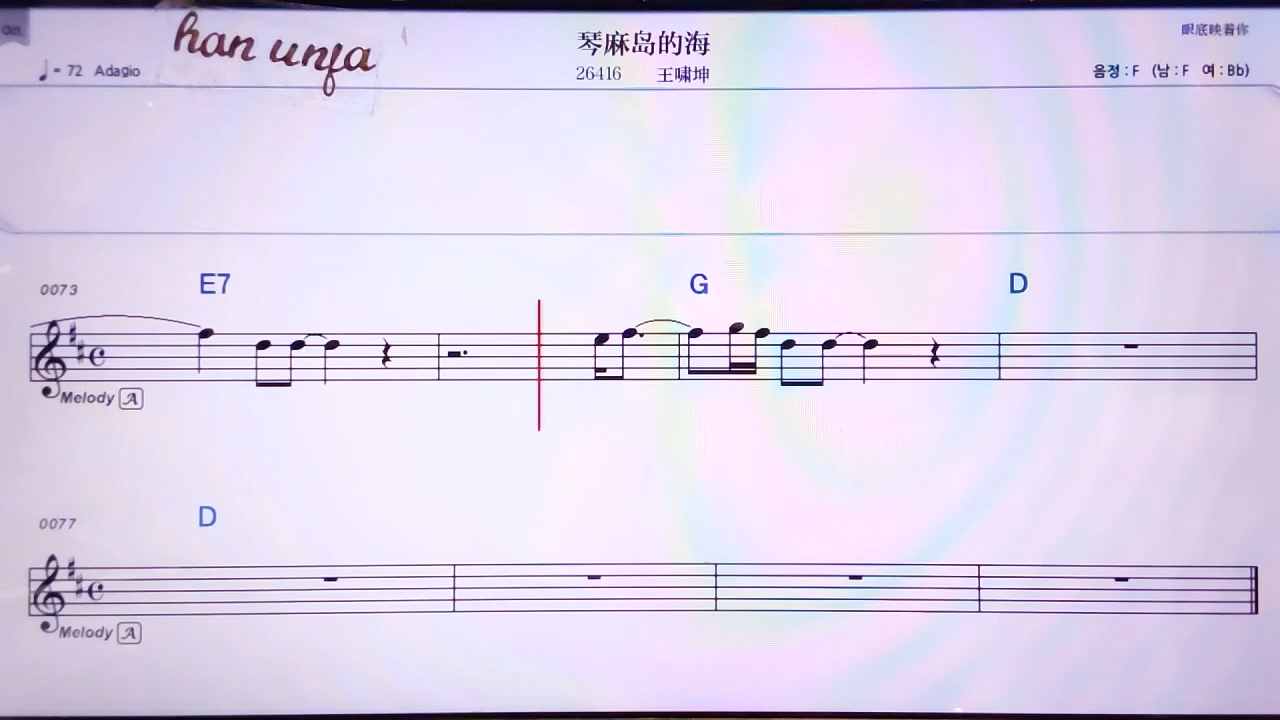 han unja
琴麻岛的海
眼底映着你
♩= 72 Adagio
26416 王啸坤
음정 : F (남 : F 여 : Bb)
0073
E7 G D
Melody A
0077
D
Melody A